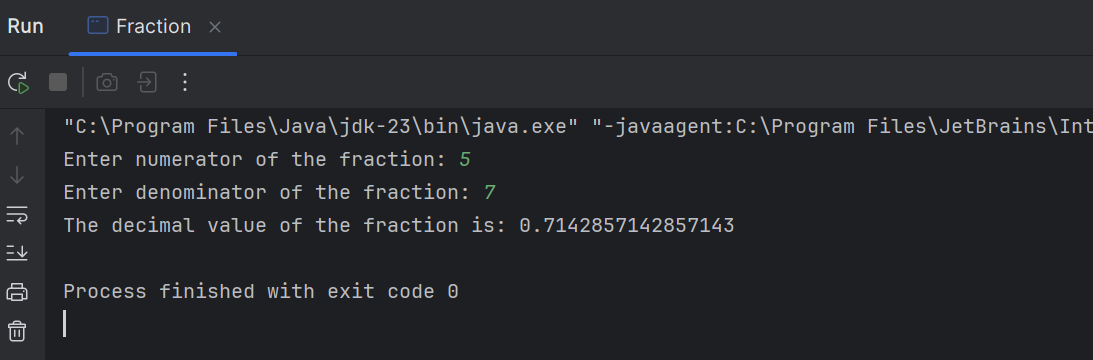 Run Fraction
"C:\Program Files\Java\jdk-23\bin\java.exe" "-javaagent:C:\Program Files\JetBrains\Int
Enter numerator of the fraction: 5
Enter denominator of the fraction: 7
The decimal value of the fraction is: 0.7142857142857143
Process finished with exit code 0